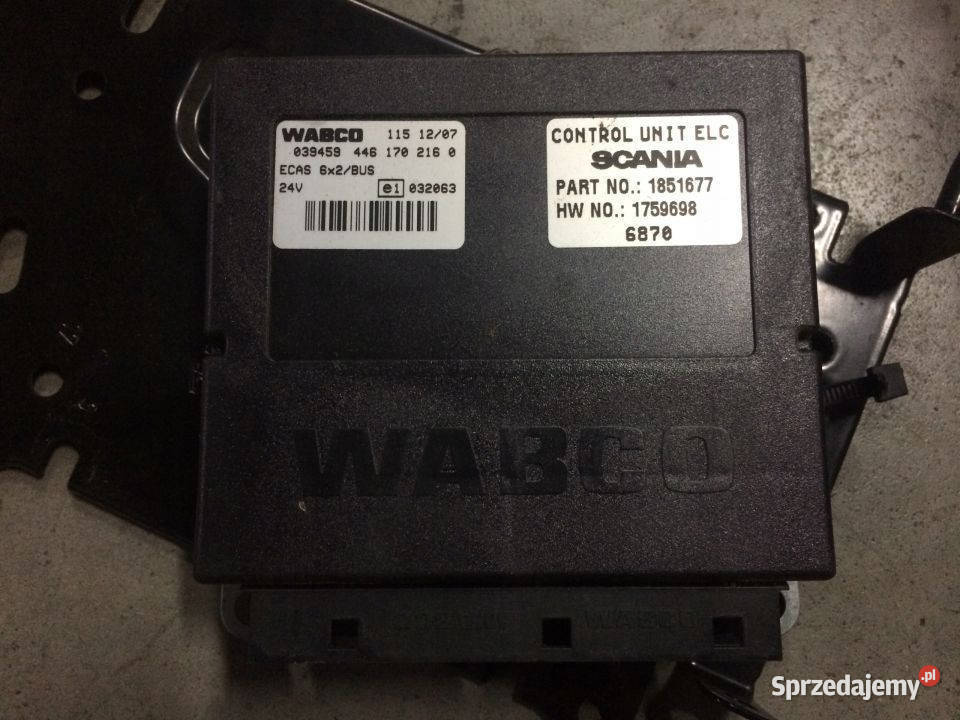 WABCO 115 12/07
039459 446 170 216 0
ECAS 6x2/BUS
24V e1 032063
CONTROL UNIT ELC
SCANIA
PART NO.: 1851677
HW NO.: 1759698
6870
WABCO
WABCO
Sprzedajemy.pl